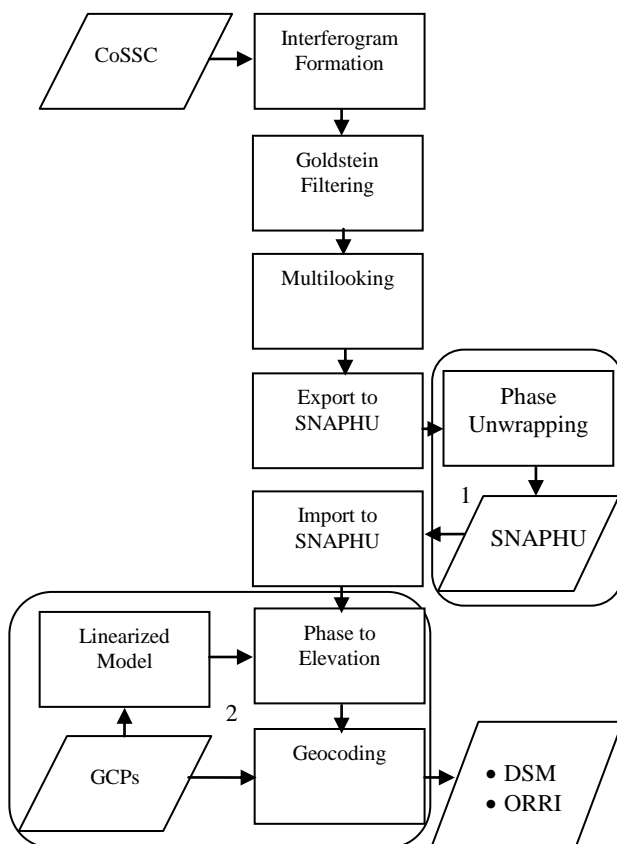 CoSSC
Interferogram
Formation
Goldstein
Filtering
Multilooking
Export to
SNAPHU
Phase
Unwrapping
1
SNAPHU
Import to
SNAPHU
Linearized
Model
Phase to
Elevation
2
GCPs
Geocoding
• DSM
• ORRI